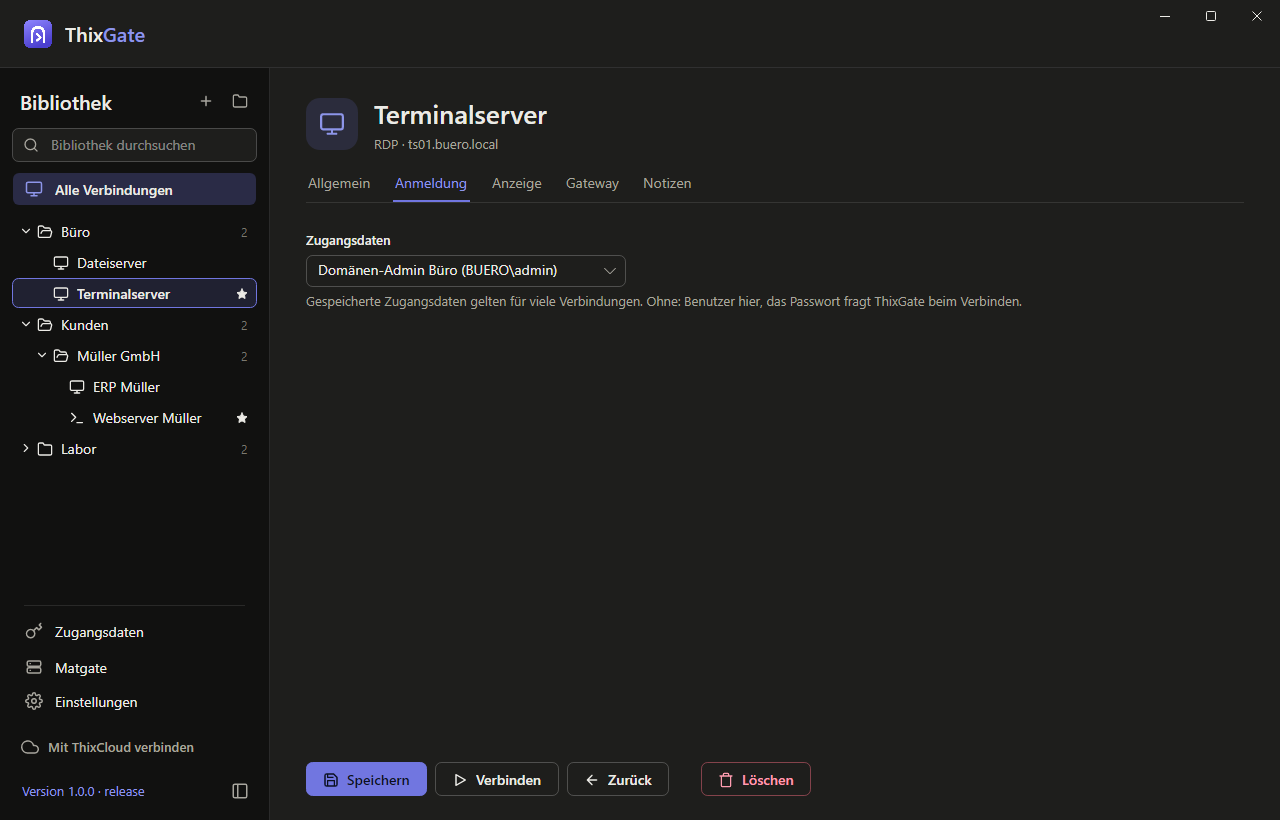 ThixGate
Bibliothek
Bibliothek durchsuchen
Alle Verbindungen
Büro 2
Dateiserver
Terminalserver
Kunden 2
Müller GmbH 2
ERP Müller
Webserver Müller
Labor 2
Zugangsdaten
Matgate
Einstellungen
Mit ThixCloud verbinden
Version 1.0.0 · release
Terminalserver
RDP · ts01.buero.local
Allgemein Anmeldung Anzeige Gateway Notizen
Zugangsdaten
Domänen-Admin Büro (BUERO\admin)
Gespeicherte Zugangsdaten gelten für viele Verbindungen. Ohne: Benutzer hier, das Passwort fragt ThixGate beim Verbinden.
Speichern Verbinden Zurück Löschen